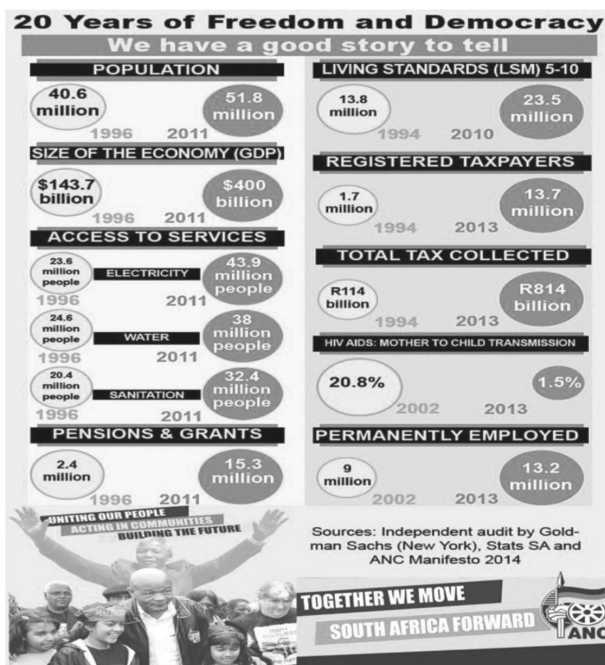 20 Years of Freedom and Democracy
We have a good story to tell
POPULATION
40.6
million
1996
2011
51.8
million
SIZE OF THE ECONOMY (GDP)
$143.7
billion
1996
2011
$400
billion
ACCESS TO SERVICES
23.6
million
people
1996
ELECTRICITY
2011
43.9
million
people
24.6
million
people
1996
WATER
2011
38
million
people
20.4
million
people
1996
SANITATION
2011
32.4
million
people
PENSIONS & GRANTS
2.4
million
1996
2011
15.3
million
LIVING STANDARDS (LSM) 5-10
13.8
million
1994
2010
23.5
million
REGISTERED TAXPAYERS
1.7
million
1994
2013
13.7
million
TOTAL TAX COLLECTED
R114
billion
1994
2013
R814
billion
HIV AIDS: MOTHER TO CHILD TRANSMISSION
20.8%
2002
2013
1.5%
PERMANENTLY EMPLOYED
9
million
2002
2013
13.2
million
UNITING OUR PEOPLE
ACTING IN COMMUNITIES
BUILDING THE FUTURE
Sources: Independent audit by Gold-
man Sachs (New York), Stats SA and
ANC Manifesto 2014
TOGETHER WE MOVE
SOUTH AFRICA FORWARD
ANC